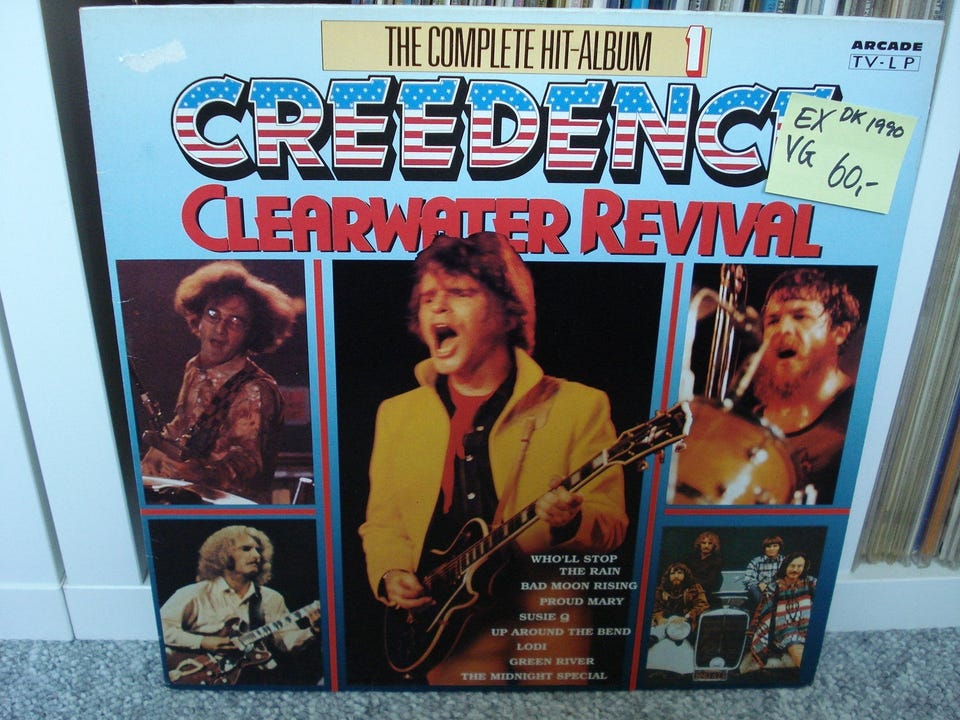 THE COMPLETE HIT-ALBUM 1
ARCADE
TV-LP
CREEDENC
EX DK 1990
VG 60,-
CLEARWATER REVIVAL
WHO'LL STOP
THE RAIN
BAD MOON RISING
PROUD MARY
SUSIE Q
UP AROUND THE BEND
LODI
GREEN RIVER
THE MIDNIGHT SPECIAL